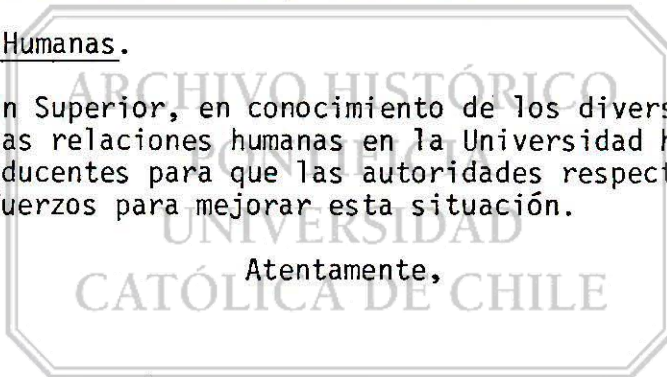 Humanas.
n Superior, en conocimiento de los divers
as relaciones humanas en la Universidad
ducentes para que las autoridades respect
uerzos para mejorar esta situación.
Atentamente,
ARCHIVO HISTÓRICO
PONTIFICIA
UNIVERSIDAD
CATÓLICA DE CHILE